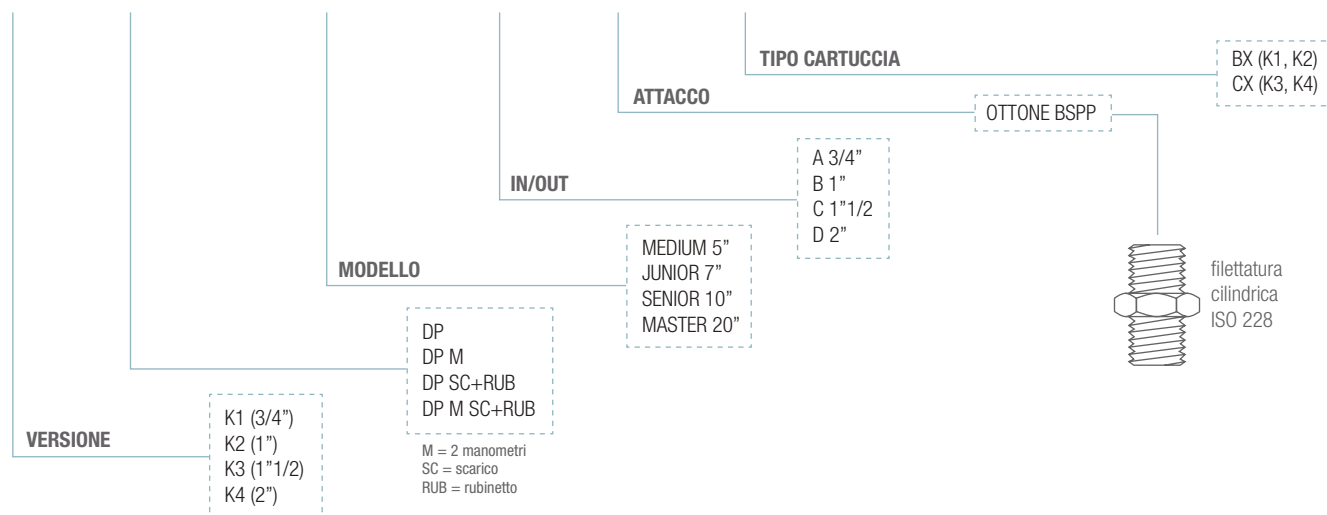 TIPO CARTUCCIA
BX (K1, K2)
CX (K3, K4)
ATTACCO
OTTONE BSPP
IN/OUT
A 3/4”
B 1”
C 1”1/2
D 2”
filettatura
cilindrica
ISO 228
MODELLO
MEDIUM 5”
JUNIOR 7”
SENIOR 10”
MASTER 20”
DP
DP M
DP SC+RUB
DP M SC+RUB
M = 2 manometri
SC = scarico
RUB = rubinetto
VERSIONE
K1 (3/4”)
K2 (1”)
K3 (1”1/2)
K4 (2”)